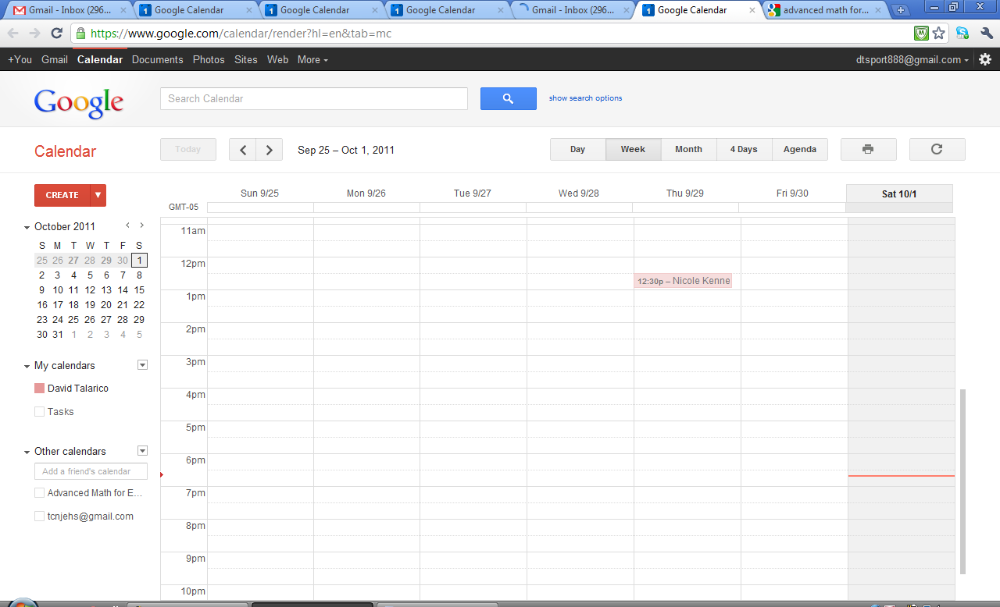 Gmail - Inbox (296... Google Calendar Google Calendar Google Calendar Gmail - Inbox (296... Google Calendar advanced math for...
https://www.google.com/calendar/render?hl=en&tab=mc
+You Gmail Calendar Documents Photos Sites Web More dtsport888@gmail.com
Google Search Calendar show search options
Calendar Today Sep 25 – Oct 1, 2011 Day Week Month 4 Days Agenda
CREATE
Sun 9/25 Mon 9/26 Tue 9/27 Wed 9/28 Thu 9/29 Fri 9/30 Sat 10/1
GMT-05
October 2011
S M T W T F S
25 26 27 28 29 30 1
2 3 4 5 6 7 8
9 10 11 12 13 14 15
16 17 18 19 20 21 22
23 24 25 26 27 28 29
30 31 1 2 3 4 5
My calendars
David Talarico
Tasks
Other calendars
Add a friend's calendar
Advanced Math for E...
tcnjehs@gmail.com
11am
12pm
12:30p – Nicole Kenne
1pm
2pm
3pm
4pm
5pm
6pm
7pm
8pm
9pm
10pm